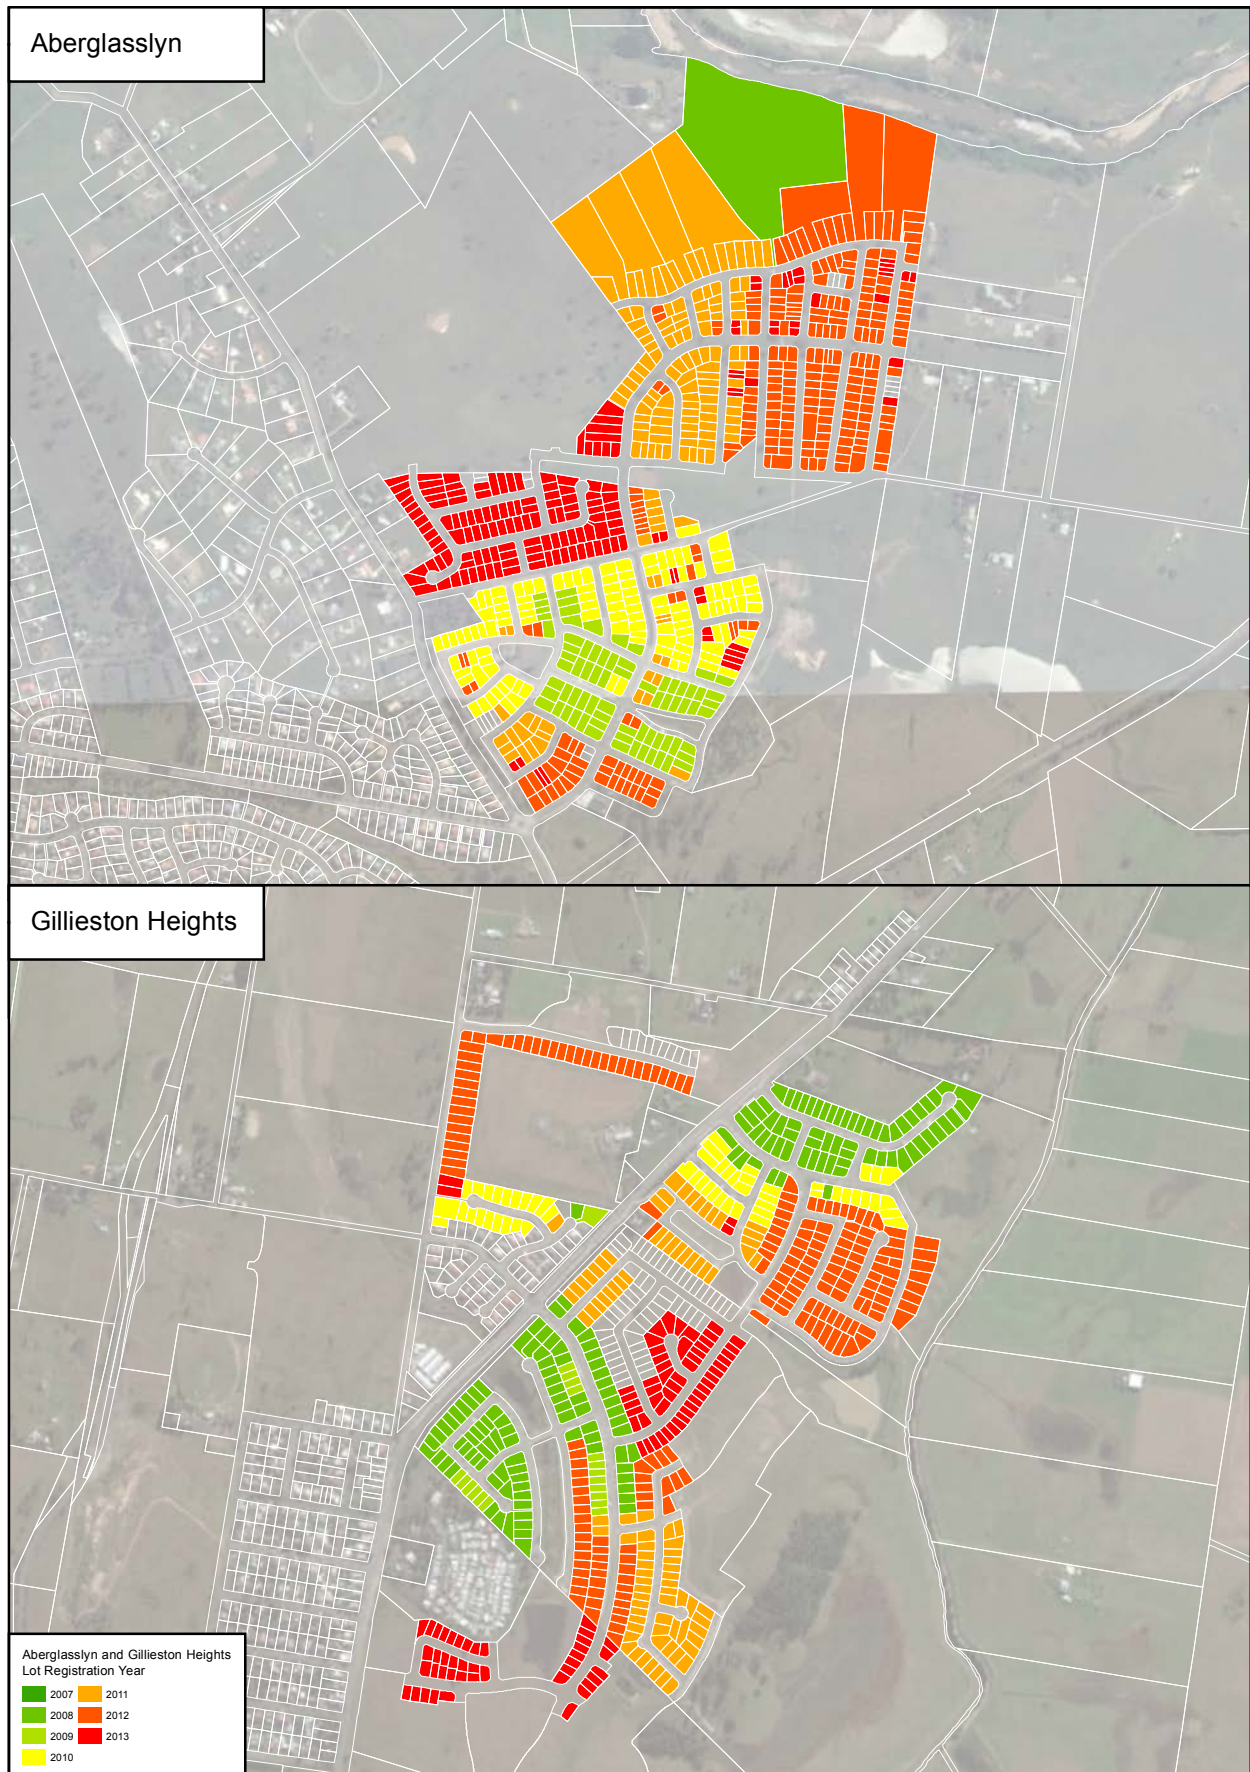 Aberglasslyn
Gillieston Heights
Aberglasslyn and Gillieston Heights
Lot Registration Year
2007 2011
2008 2012
2009 2013
2010